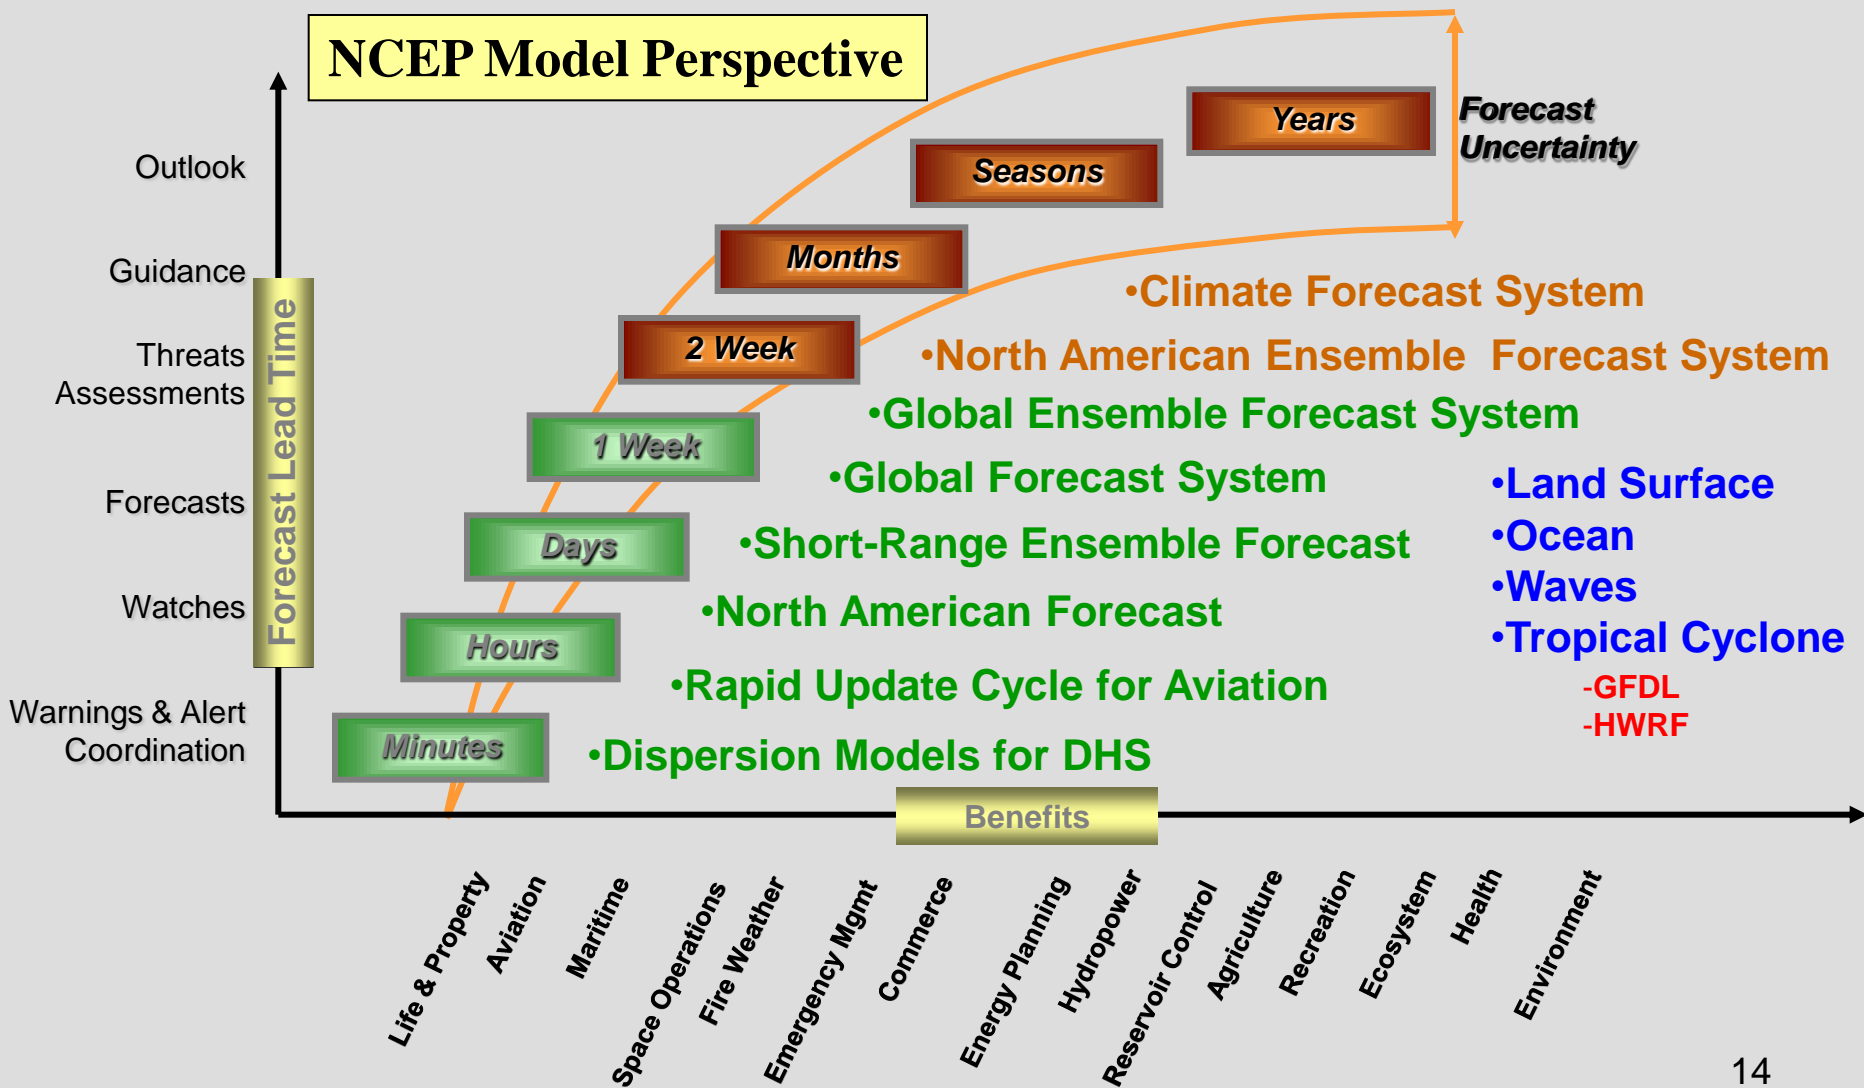 NCEP Model Perspective
Years
Forecast
Uncertainty
Outlook
Seasons
Months
Guidance
•Climate Forecast System
Forecast Lead Time
Threats
Assessments
2 Week
•North American Ensemble  Forecast System
•Global Ensemble Forecast System
1 Week
•Global Forecast System
Forecasts
Days
•Short-Range Ensemble Forecast
Watches
•North American Forecast
Hours
•Rapid Update Cycle for Aviation
Warnings & Alert
Coordination
Minutes
•Dispersion Models for DHS
•Land Surface
•Ocean
•Waves
•Tropical Cyclone
-GFDL
-HWRF
Benefits
Life & Property
Aviation
Maritime
Space Operations
Fire Weather
Emergency Mgmt
Commerce
Energy Planning
Hydropower
Reservoir Control
Agriculture
Recreation
Ecosystem
Health
Environment
14